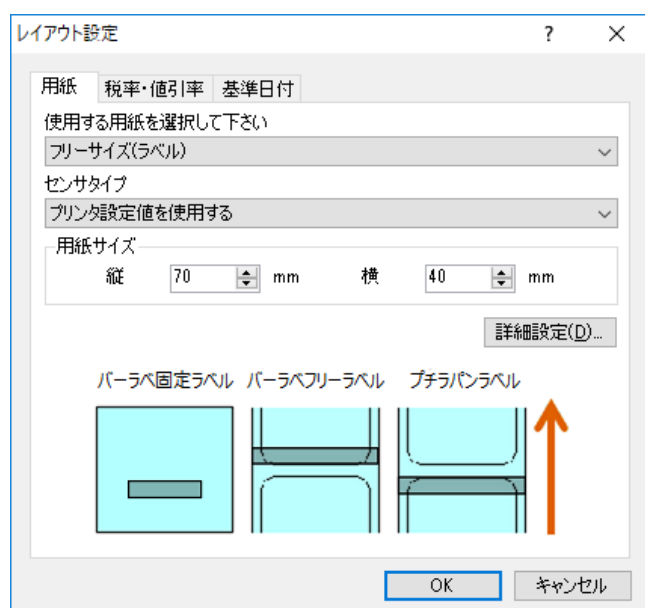 レイアウト設定 ? ×
用紙 税率・値引率 基準日付
使用する用紙を選択して下さい
フリーサイズ(ラベル)
センサタイプ
プリンタ設定値を使用する
用紙サイズ
縦 70 mm 横 40 mm
詳細設定(D)...
バーラベ固定ラベル バーラベフリーラベル プチラパンラベル
OK キャンセル